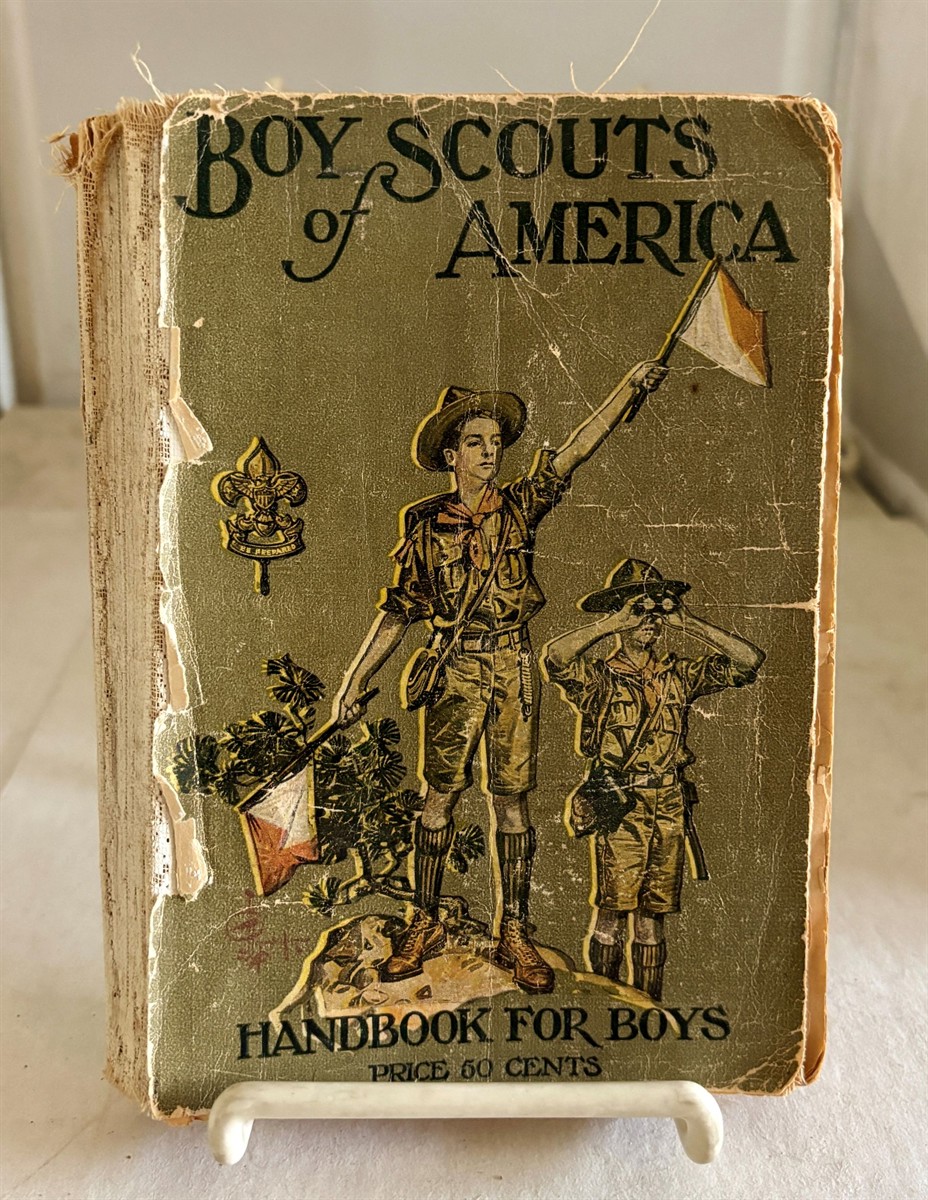 BOY SCOUTS
of AMERICA
BE PREPARED
HANDBOOK FOR BOYS
PRICE 50 CENTS